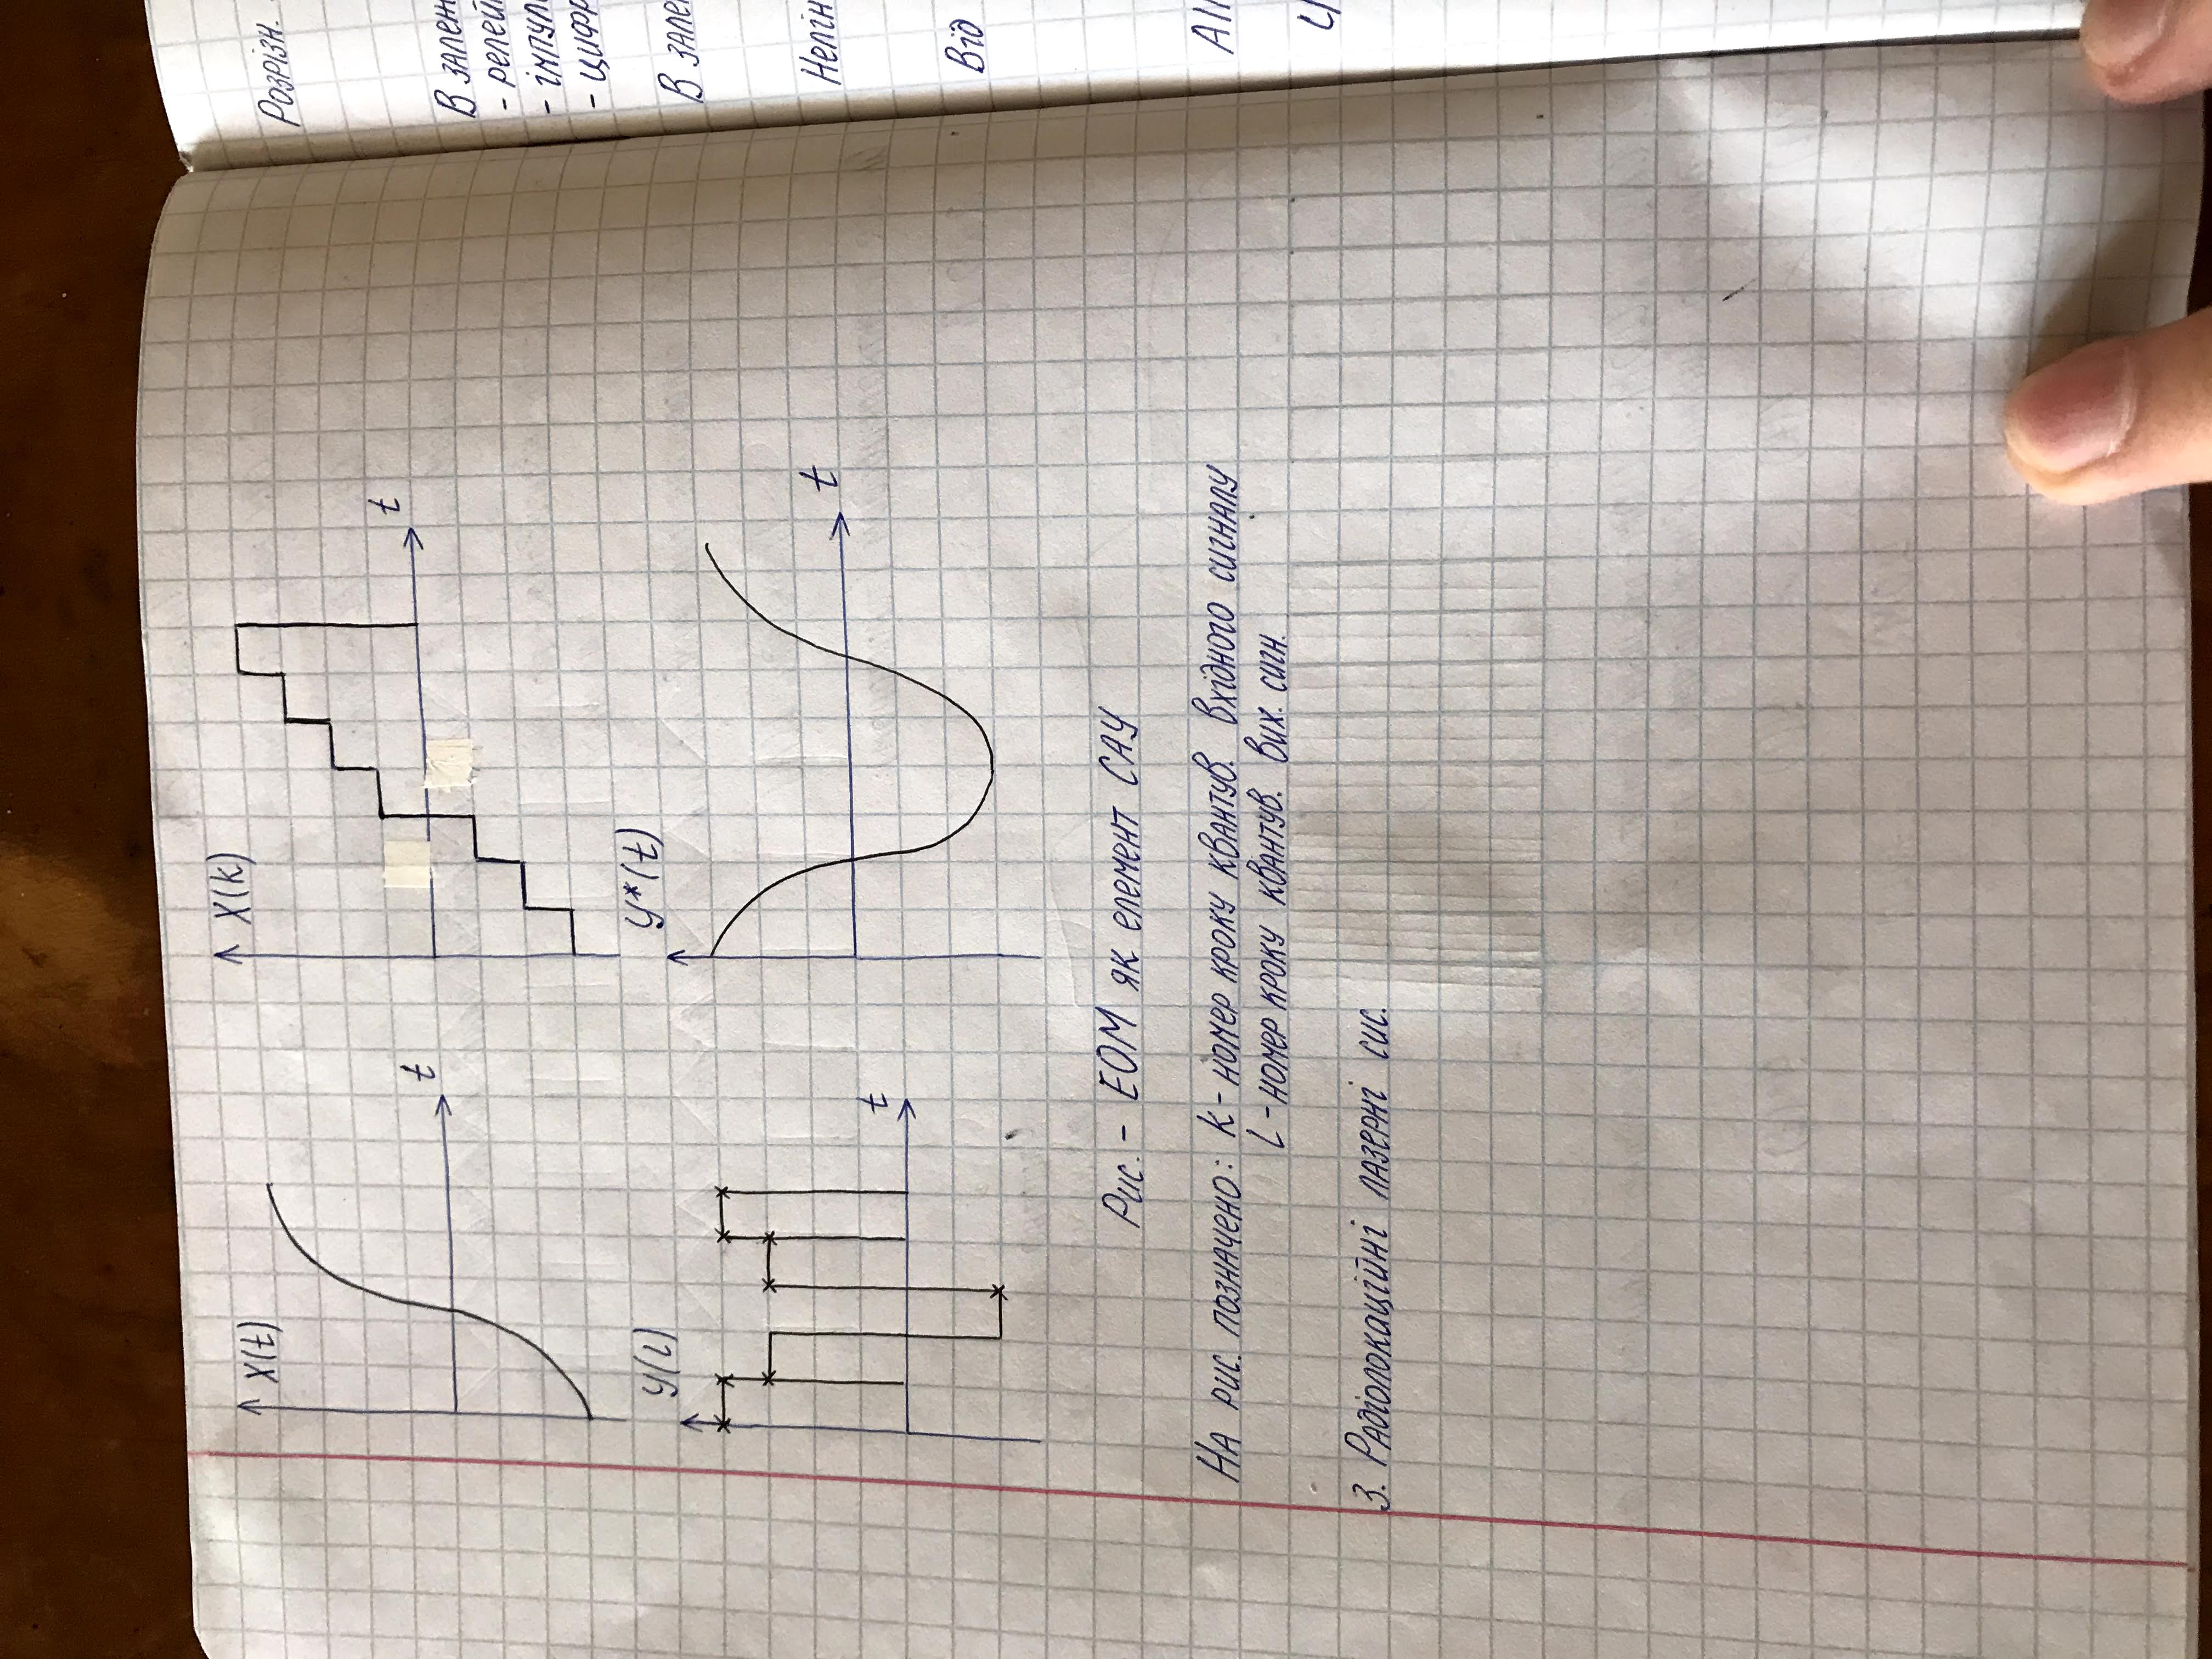 X(t)
t
X(k)
t
У(l)
t
У*(t)
t
Рис. - ЕОМ як елемент САУ
На рис. позначено: k - номер кроку квантув. вхідного сигналу
l - номер кроку квантув. вих. сигн.
3. Радіолокаційні лазерні сис.
Розрізн.
В залеж
- релей
- імпул
- цифр
В зале
Нелін
Від